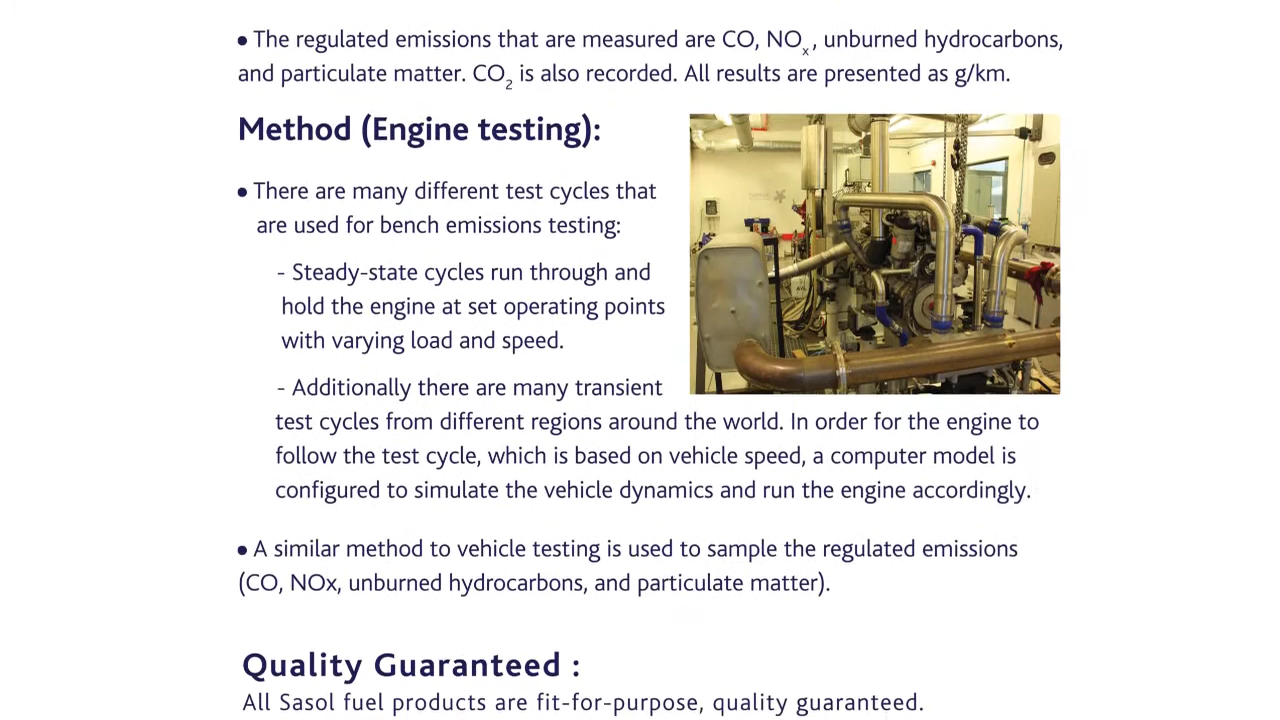 • The regulated emissions that are measured are CO, NOx, unburned hydrocarbons,
and particulate matter. CO2 is also recorded. All results are presented as g/km.
Method (Engine testing):
• There are many different test cycles that
are used for bench emissions testing:
- Steady-state cycles run through and
hold the engine at set operating points
with varying load and speed.
- Additionally there are many transient
test cycles from different regions around the world. In order for the engine to
follow the test cycle, which is based on vehicle speed, a computer model is
configured to simulate the vehicle dynamics and run the engine accordingly.
• A similar method to vehicle testing is used to sample the regulated emissions
(CO, NOx, unburned hydrocarbons, and particulate matter).
Quality Guaranteed :
All Sasol fuel products are fit-for-purpose, quality guaranteed.